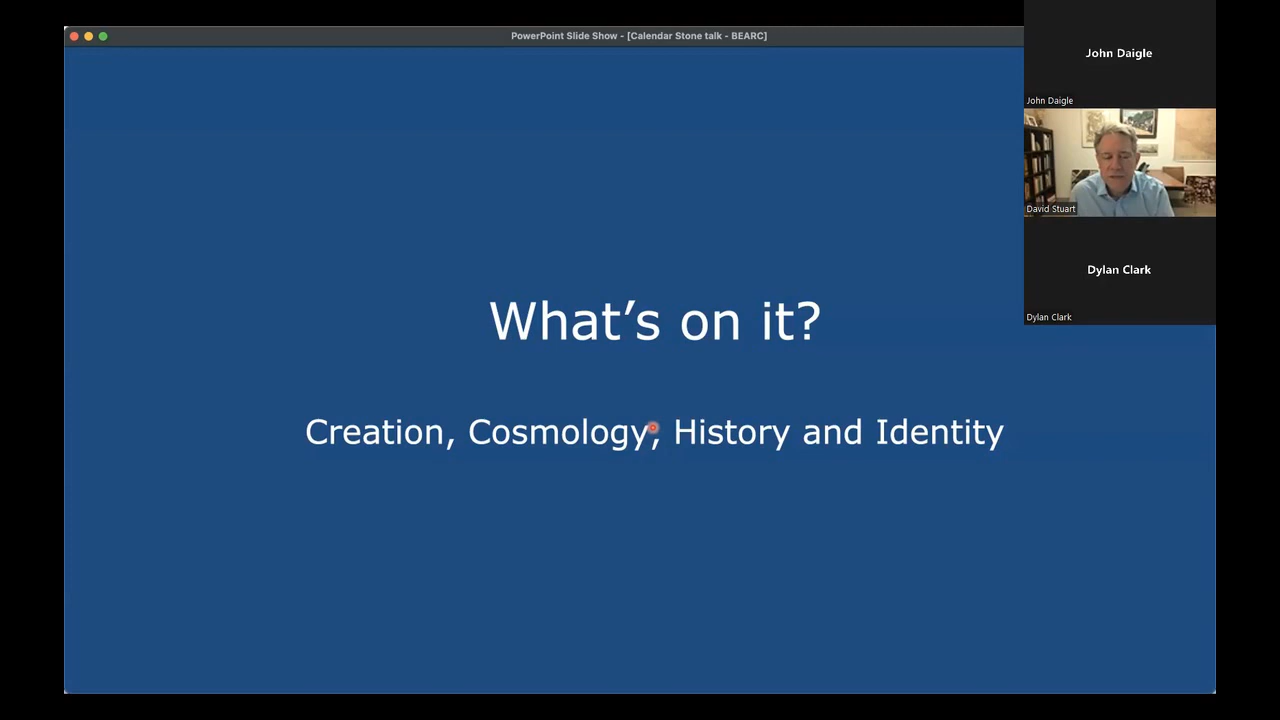 PowerPoint Slide Show - [Calendar Stone talk - BEARC]
John Daigle
John Daigle
David Stuart
Dylan Clark
Dylan Clark
What’s on it?
Creation, Cosmology, History and Identity